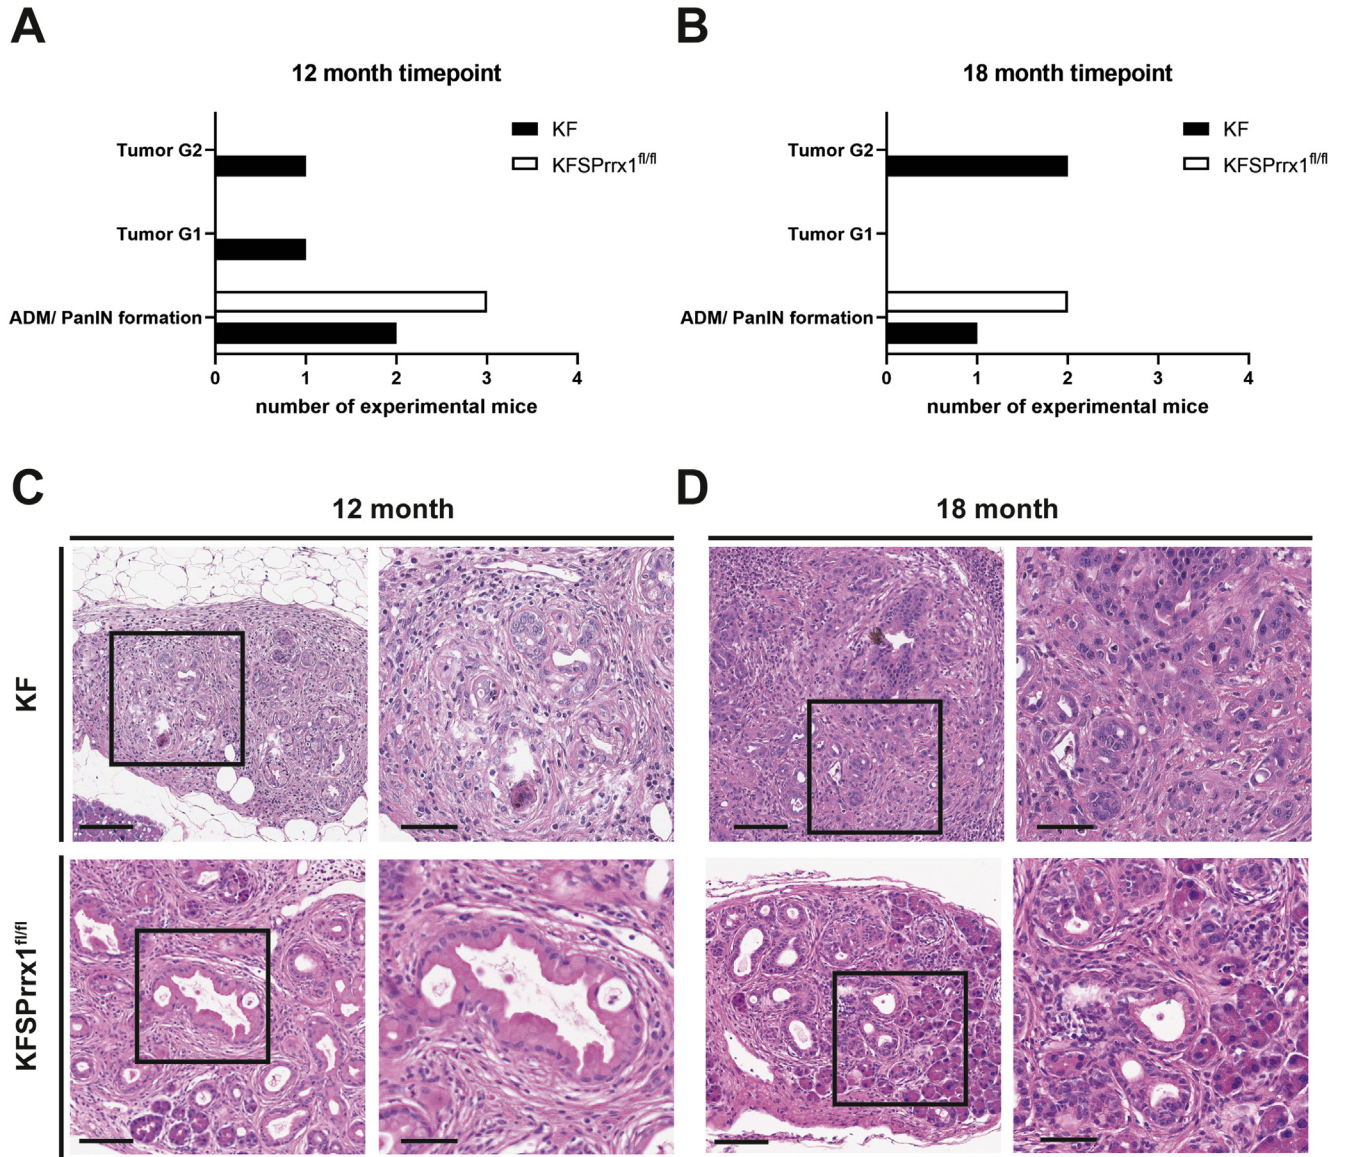 A
12 month timepoint
KF
KFSPrrx1fl/fl
Tumor G2
Tumor G1
ADM/ PanIN formation
0 1 2 3 4
number of experimental mice
B
18 month timepoint
KF
KFSPrrx1fl/fl
Tumor G2
Tumor G1
ADM/ PanIN formation
0 1 2 3 4
number of experimental mice
C
12 month
D
18 month
KF
KFSPrrx1fl/fl